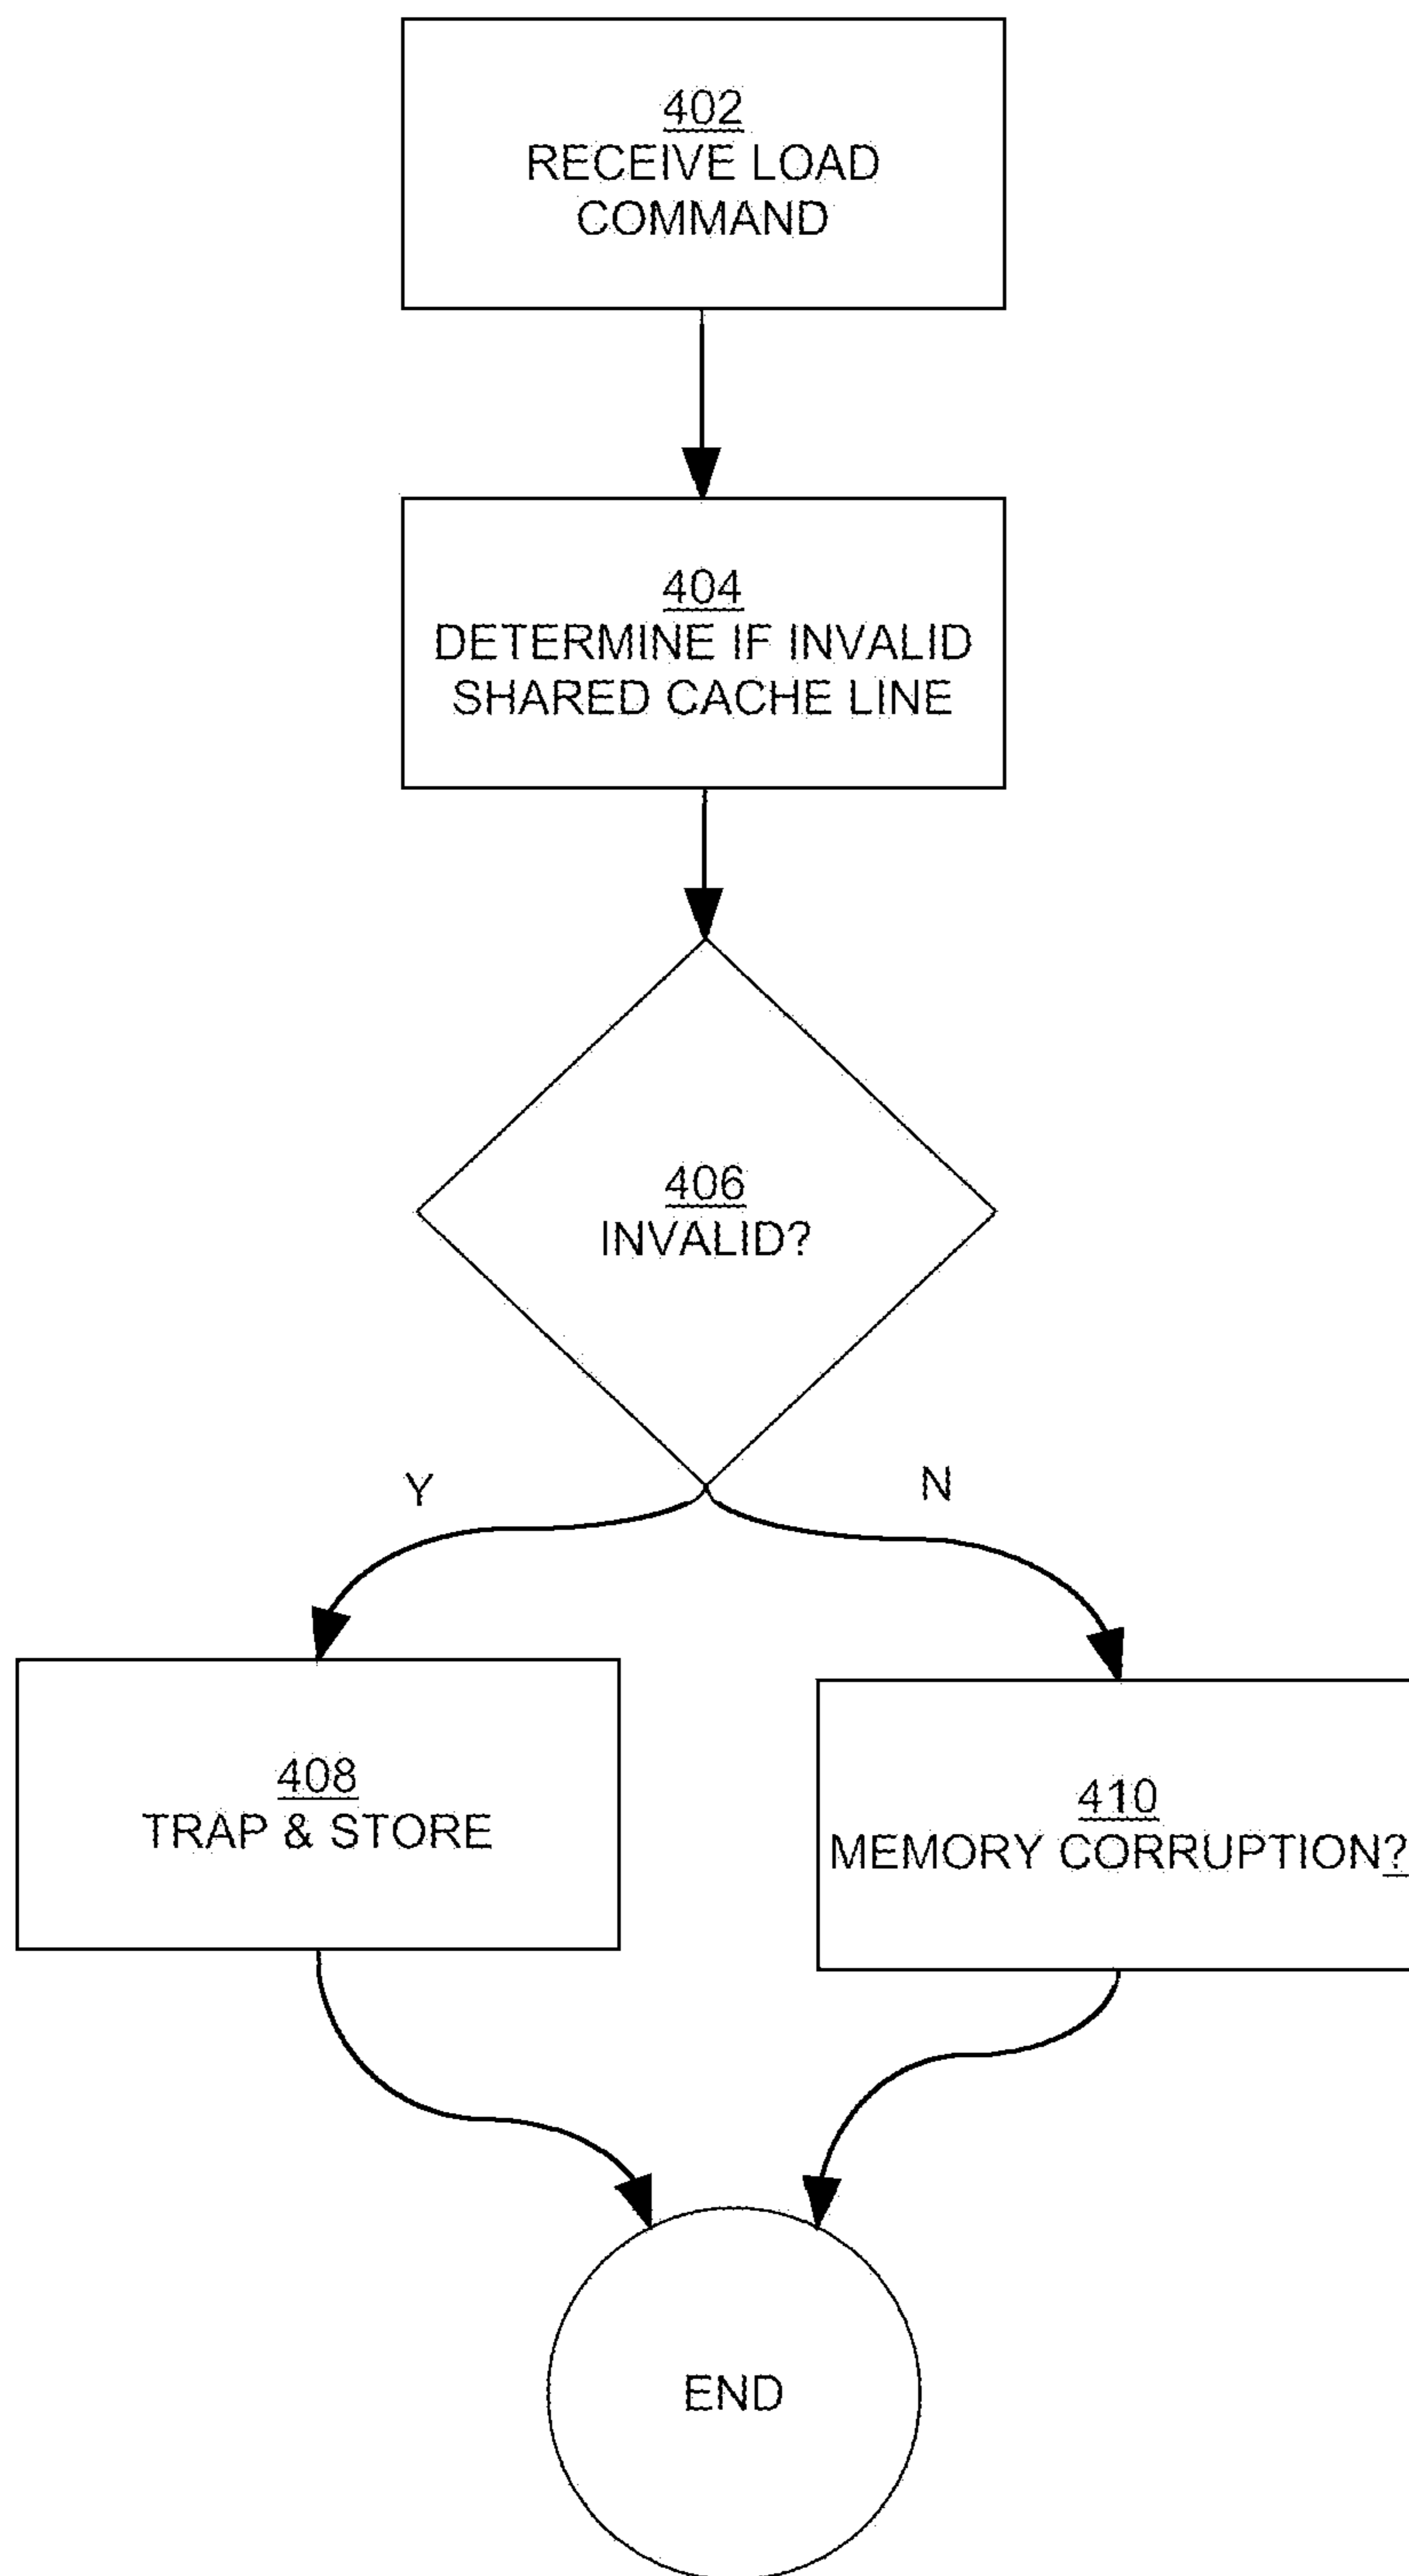 402
RECEIVE LOAD
COMMAND
404
DETERMINE IF INVALID
SHARED CACHE LINE
406
INVALID?
Y
N
408
TRAP & STORE
410
MEMORY CORRUPTION?
END